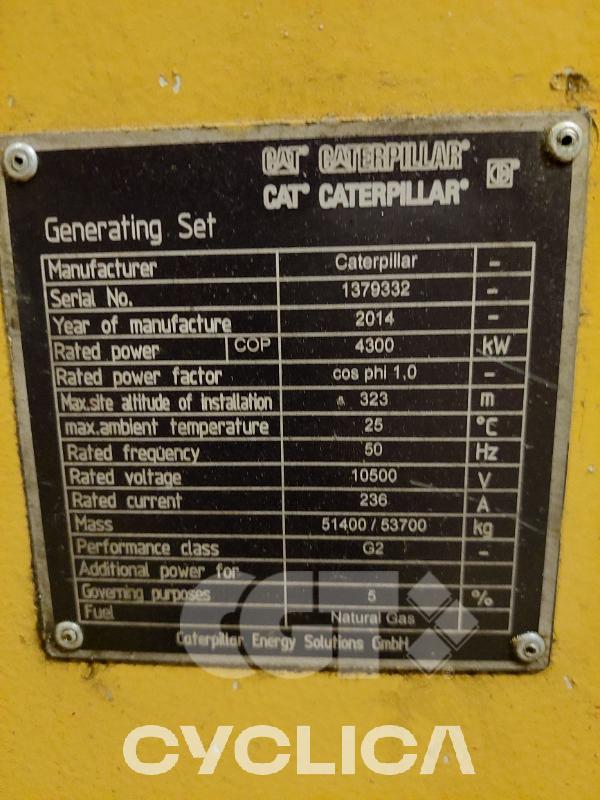 CAT CATERPILLAR®
CAT® CATERPILLAR®
Generating Set
Manufacturer Caterpillar -
Serial No. 1379332 -
Year of manufacture 2014 -
Rated power COP 4300 kW
Rated power factor cos phi 1,0 -
Max.site altitude of installation 323 m
max.ambient temperature 25 °C
Rated frequency 50 Hz
Rated voltage 10500 V
Rated current 236 A
Mass 51400 / 53700 kg
Performance class G2 -
Additional power for
Governing purposes 5 %
Fuel Natural Gas
Caterpillar Energy Solutions GmbH
CYCLICA